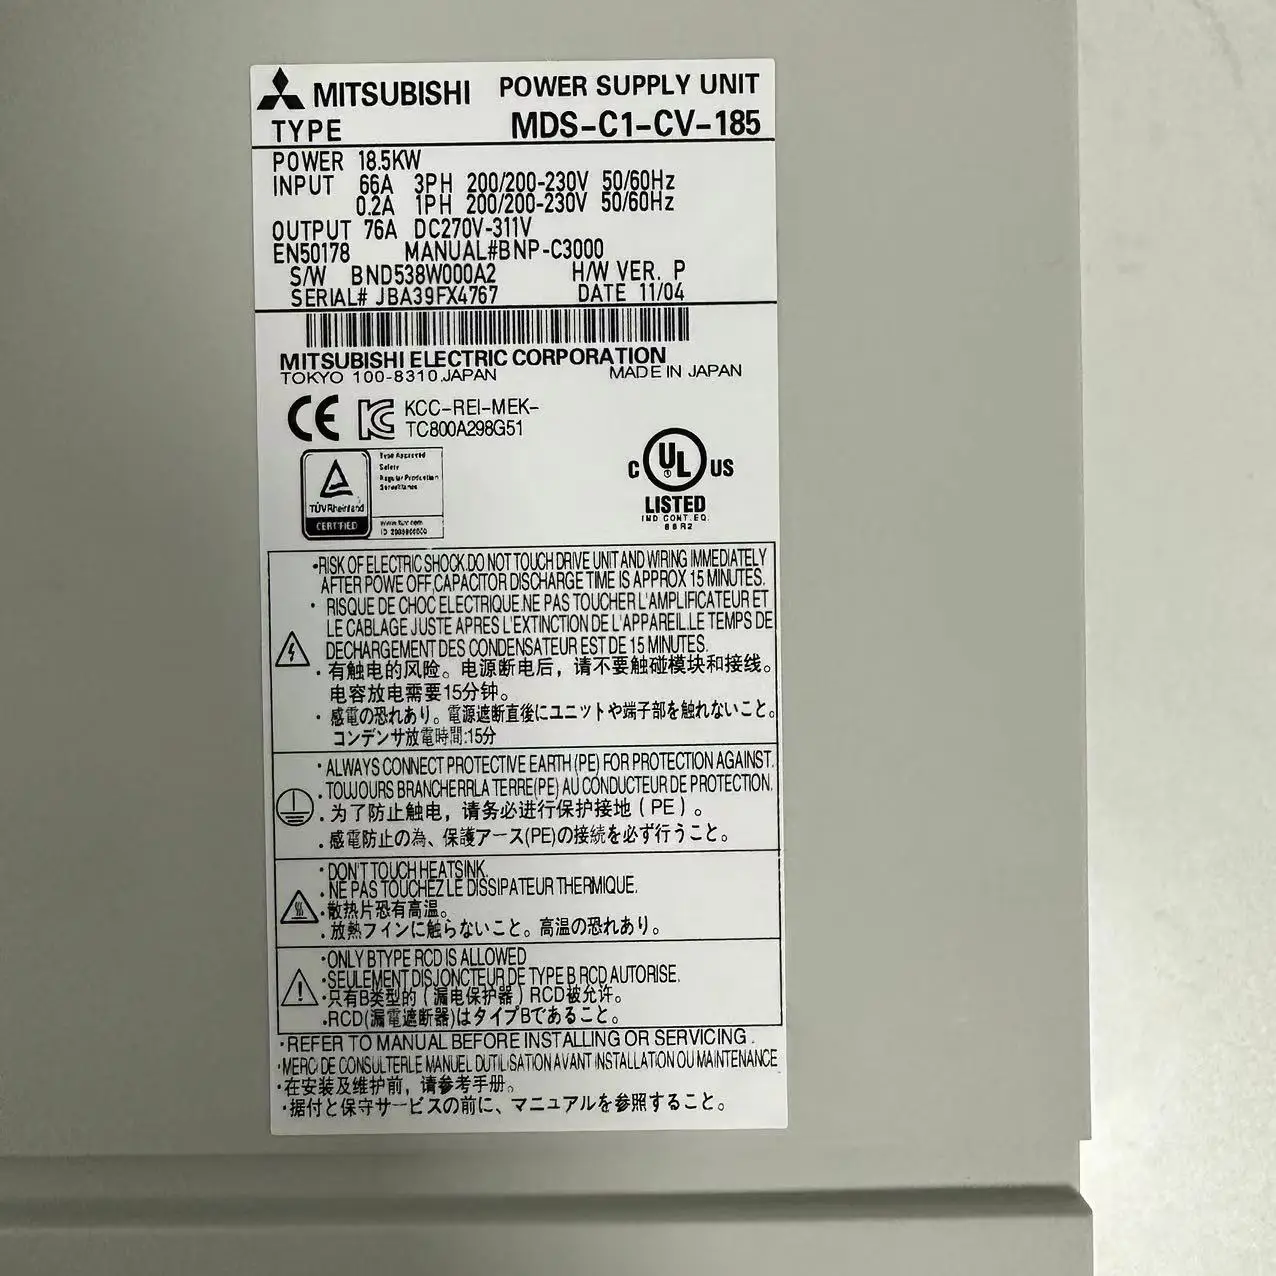 MITSUBISHI POWER SUPPLY UNIT
TYPE MDS-C1-CV-185
POWER 18.5KW
INPUT 66A 3PH 200/200-230V 50/60Hz
0.2A 1PH 200/200-230V 50/60Hz
OUTPUT 76A DC270V-311V
EN50178 MANUAL#BNP-C3000
S/W BND538W000A2 H/W VER. P
SERIAL# JBA39FX4767 DATE 11/04
MITSUBISHI ELECTRIC CORPORATION
TOKYO 100-8310,JAPAN MADE IN JAPAN
CE KC KCC-REI-MEK-
TC800A298G51
Type Approved
Safety
Regular Production
Surveillance
TÜVRheinland
CERTIFIED
www.tuv.com
C UL US
LISTED
IND CONT. EQ.
68R2
•RISK OF ELECTRIC SHOCK.DO NOT TOUCH DRIVE UNIT AND WIRING IMMEDIATELY
AFTER POWE OFF,CAPACITOR DISCHARGE TIME IS APPROX 15 MINUTES.
• RISQUE DE CHOC ELECTRIQUE.NE PAS TOUCHER L'AMPLIFICATEUR ET
LE CABLAGE JUSTE APRES L'EXTINCTION DE L'APPAREIL.LE TEMPS DE
DECHARGEMENT DES CONDENSATEUR EST DE 15 MINUTES.
• 有触电的风险。电源断电后，请不要触碰模块和接线。
电容放电需要15分钟。
• 感電の恐れあり。電源遮断直後にユニットや端子部を触れないこと。
コンデンサ放電時間:15分
• ALWAYS CONNECT PROTECTIVE EARTH (PE) FOR PROTECTION AGAINST.
• TOUJOURS BRANCHERRLA TERRE(PE) AU CONDUCTEUR DE PROTECTION.
• 为了防止触电，请务必进行保护接地（PE）。
• 感電防止の為、保護アース(PE)の接続を必ず行うこと。
• DON'T TOUCH HEATSINK.
• NE PAS TOUCHEZ LE DISSIPATEUR THERMIQUE.
•散热片恐有高温。
• 放熱フィンに触らないこと。高温の恐れあり。
•ONLY BTYPE RCD IS ALLOWED
•SEULEMENT DISJONCTEUR DE TYPE B RCD AUTORISE.
•只有B类型的（漏电保护器）RCD被允许。
•RCD(漏電遮断器)はタイプBであること。
•REFER TO MANUAL BEFORE INSTALLING OR SERVICING.
•MERCI DE CONSULTERLE MANUEL D'UTILISATION AVANT INSTALLATION OU MAINTENANCE
•在安装及维护前，请参考手册。
•据付と保守サービスの前に、マニュアルを参照すること。